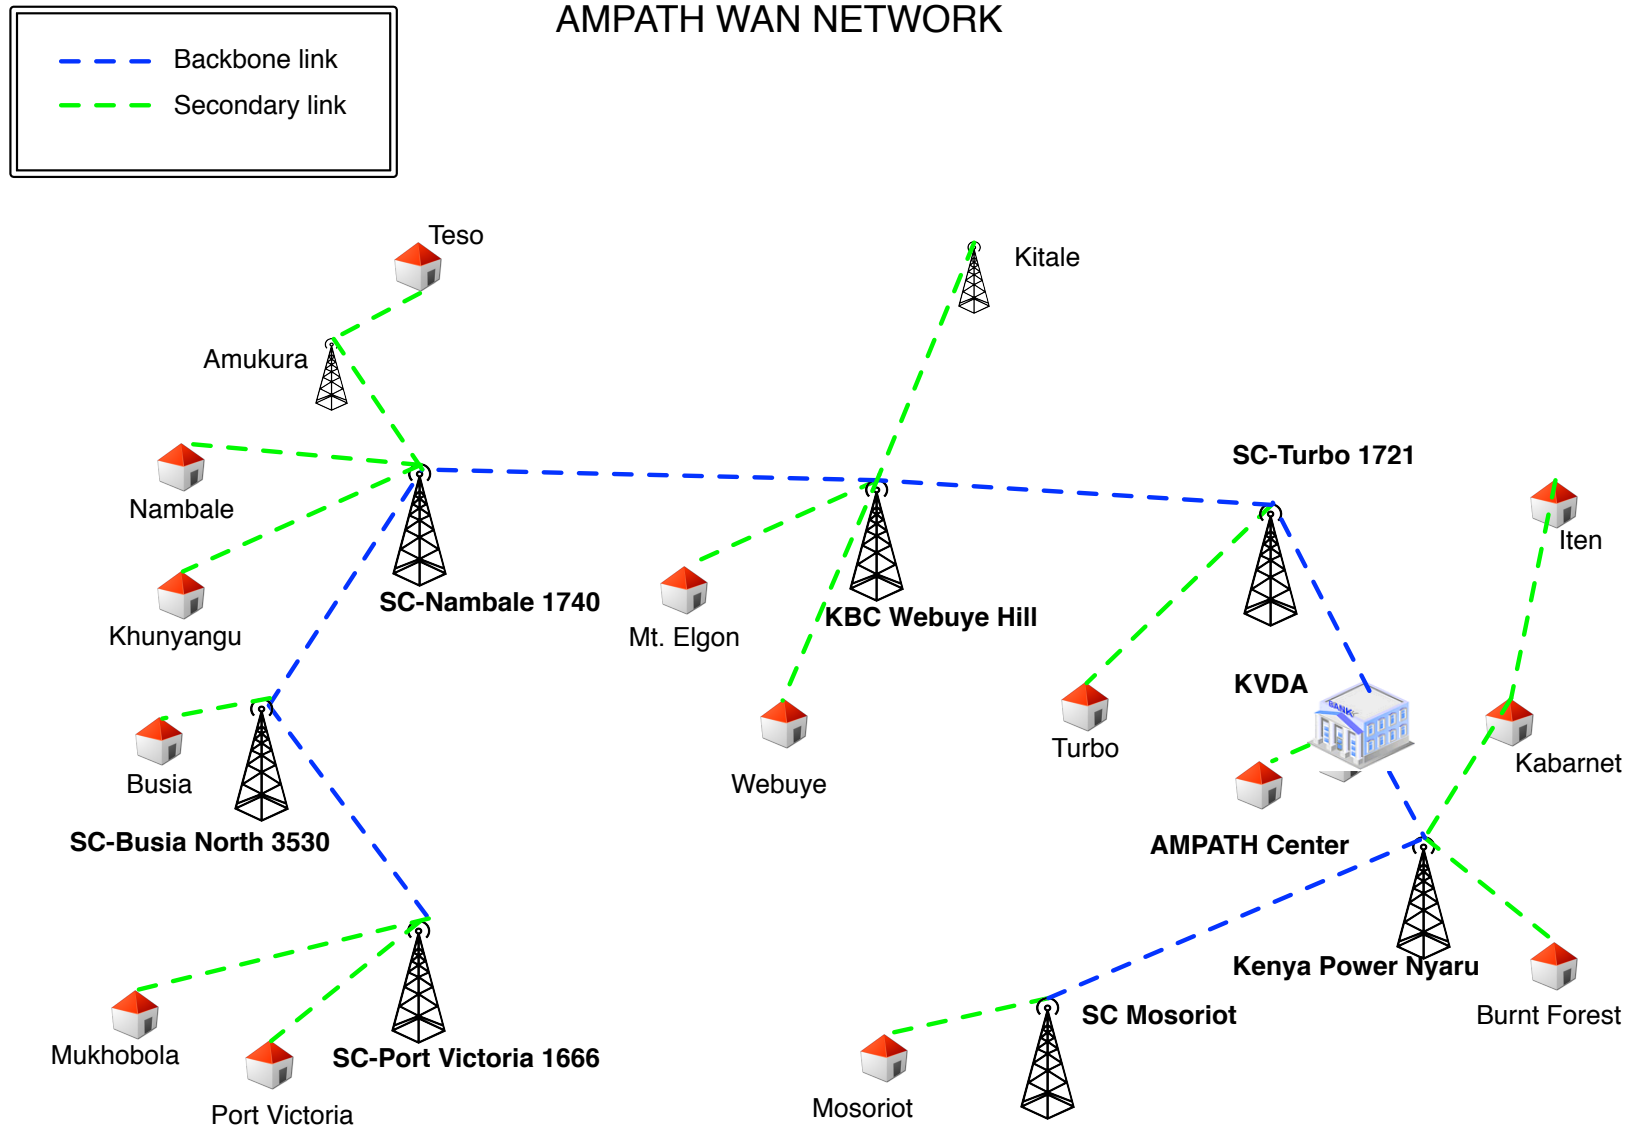 AMPATH WAN NETWORK
Backbone link
Secondary link
Teso
Kitale
Amukura
SC-Turbo 1721
Nambale
Iten
SC-Nambale 1740
KBC Webuye Hill
Khunyangu
Mt. Elgon
KVDA
BANK
Turbo
Kabarnet
Busia
Webuye
SC-Busia North 3530
AMPATH Center
Kenya Power Nyaru
SC Mosoriot
Burnt Forest
Mukhobola
SC-Port Victoria 1666
Port Victoria
Mosoriot